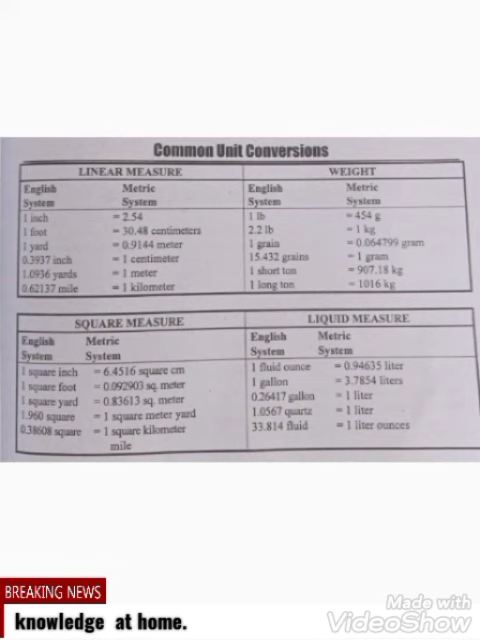 Common Unit Conversions
LINEAR MEASURE
English Metric
System System
1 inch = 2.54
1 foot = 30.48 centimeters
1 yard = 0.9144 meter
0.3937 inch = 1 centimeter
1.0936 yards = 1 meter
0.62137 mile = 1 kilometer
WEIGHT
English Metric
System System
1 lb = 454 g
2.2 lb = 1 kg
1 grain = 0.064799 gram
15.432 grains = 1 gram
1 short ton = 907.18 kg
1 long ton = 1016 kg
SQUARE MEASURE
English Metric
System System
1 square inch = 6.4516 square cm
1 square foot = 0.092903 sq. meter
1 square yard = 0.83613 sq. meter
1.960 square = 1 square meter yard
0.38608 square = 1 square kilometer
mile
LIQUID MEASURE
English Metric
System System
1 fluid ounce = 0.94635 liter
1 gallon = 3.7854 liters
0.26417 gallon = 1 liter
1.0567 quartz = 1 liter
33.814 fluid = 1 liter ounces
BREAKING NEWS
knowledge at home.
Made with
VideoShow